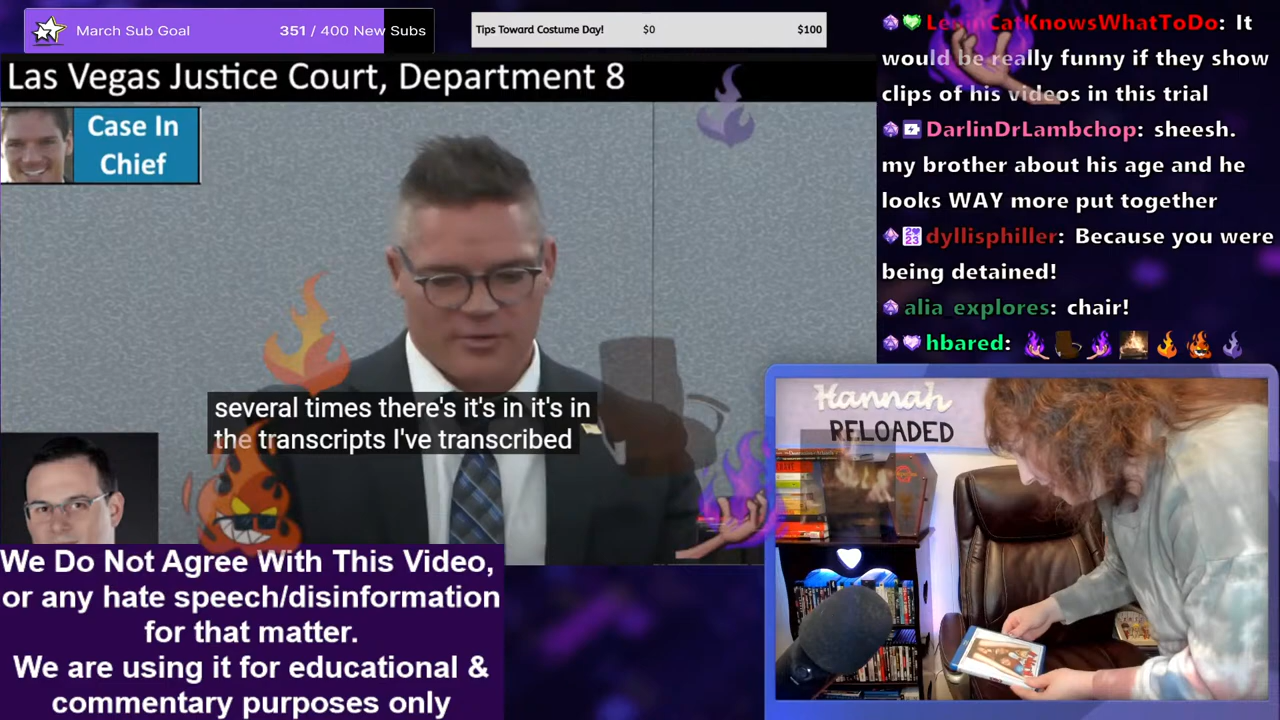 March Sub Goal
351 / 400 New Subs
Tips Toward Costume Day!
$0
$100
Las Vegas Justice Court, Department 8
Case In
Chief
several times there's it's in it's in
the transcripts I've transcribed
We Do Not Agree With This Video,
or any hate speech/disinformation
for that matter.
We are using it for educational &
commentary purposes only
CatKnowsWhatToDo: It
would be really funny if they show
clips of his videos in this trial
DarlinDrLambchop: sheesh.
my brother about his age and he
looks WAY more put together
dyllisphiller: Because you were
being detained!
alia_explores: chair!
hbared:
Hannah
RELOADED